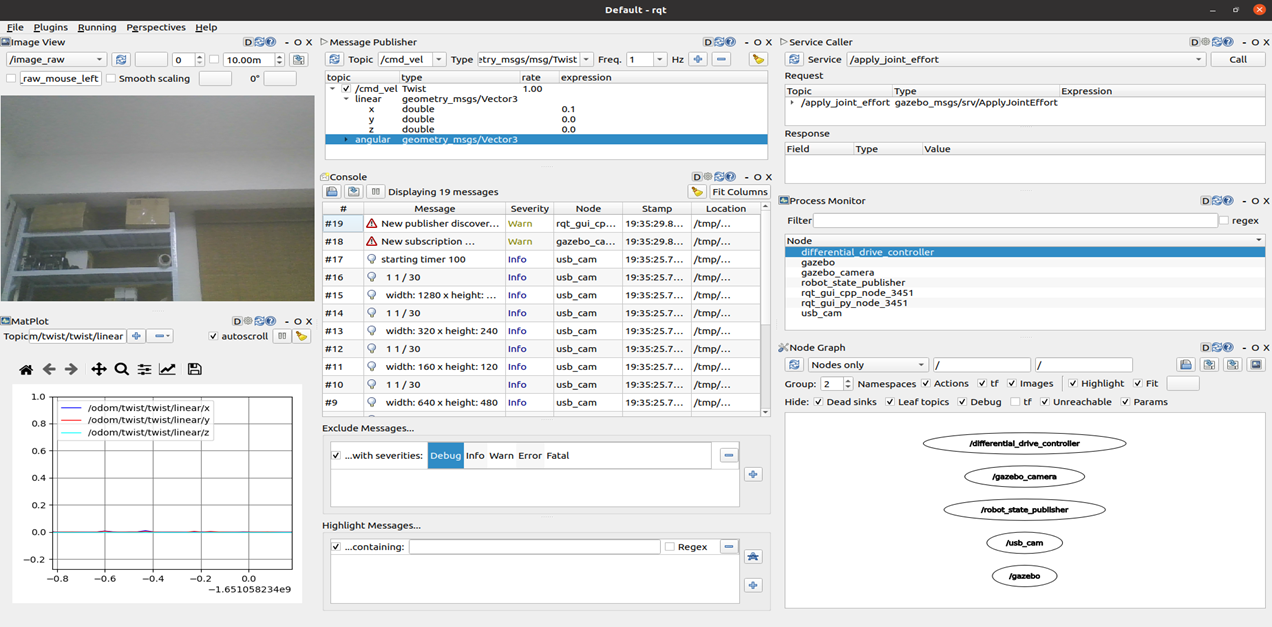 Default - rqt
File Plugins Running Perspectives Help
Image View
D - O X
/image_raw 0 10.00m
_raw_mouse_left Smooth scaling 0°
MatPlot
D - O X
Topic m/twist/twist/linear autoscroll
1.0
0.8
0.6
0.4
0.2
0.0
−0.2
/odom/twist/twist/linear/x
/odom/twist/twist/linear/y
/odom/twist/twist/linear/z
−0.8 −0.6 −0.4 −0.2 0.0
−1.651058234e9
Message Publisher
D - O X
Topic /cmd_vel Type etry_msgs/msg/Twist Freq. 1 Hz
topic type rate expression
/cmd_vel Twist 1.00
linear geometry_msgs/Vector3
x double 0.1
y double 0.0
z double 0.0
angular geometry_msgs/Vector3
Console
D - O X
Displaying 19 messages Fit Columns
# Message Severity Node Stamp Location
#19 New publisher discover... Warn rqt_gui_cp... 19:35:29.8... /tmp/...
#18 New subscription ... Warn gazebo_ca... 19:35:29.8... /tmp/...
#17 starting timer 100 Info usb_cam 19:35:25.7... /tmp/...
#16 1 1 / 30 Info usb_cam 19:35:25.7... /tmp/...
#15 width: 1280 x height: ... Info usb_cam 19:35:25.7... /tmp/...
#14 1 1 / 30 Info usb_cam 19:35:25.7... /tmp/...
#13 width: 320 x height: 240 Info usb_cam 19:35:25.7... /tmp/...
#12 1 1 / 30 Info usb_cam 19:35:25.7... /tmp/...
#11 width: 160 x height: 120 Info usb_cam 19:35:25.7... /tmp/...
#10 1 1 / 30 Info usb_cam 19:35:25.7... /tmp/...
#9 width: 640 x height: 480 Info usb_cam 19:35:25.7... /tmp/...
Exclude Messages...
...with severities: Debug Info Warn Error Fatal
Highlight Messages...
...containing: Regex
Service Caller
D - O X
Service /apply_joint_effort Call
Request
Topic Type Expression
/apply_joint_effort gazebo_msgs/srv/ApplyJointEffort
Response
Field Type Value
Process Monitor
D - O X
Filter regex
Node
differential_drive_controller
gazebo
gazebo_camera
robot_state_publisher
rqt_gui_cpp_node_3451
rqt_gui_py_node_3451
usb_cam
Node Graph
D - O X
Nodes only / /
Group: 2 Namespaces Actions tf Images Highlight Fit
Hide: Dead sinks Leaf topics Debug tf Unreachable Params
/differential_drive_controller
/gazebo_camera
/robot_state_publisher
/usb_cam
/gazebo